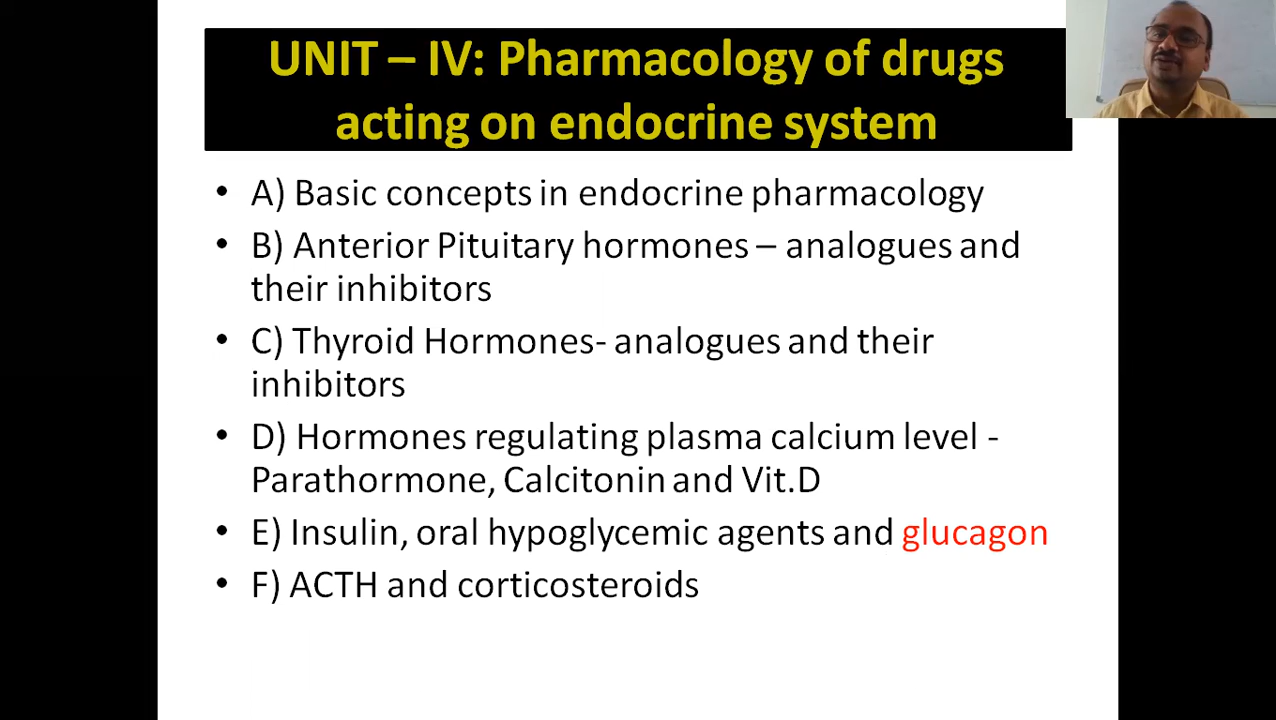 UNIT – IV: Pharmacology of drugs
acting on endocrine system
• A) Basic concepts in endocrine pharmacology
• B) Anterior Pituitary hormones – analogues and
their inhibitors
• C) Thyroid Hormones- analogues and their
inhibitors
• D) Hormones regulating plasma calcium level -
Parathormone, Calcitonin and Vit.D
• E) Insulin, oral hypoglycemic agents and glucagon
• F) ACTH and corticosteroids